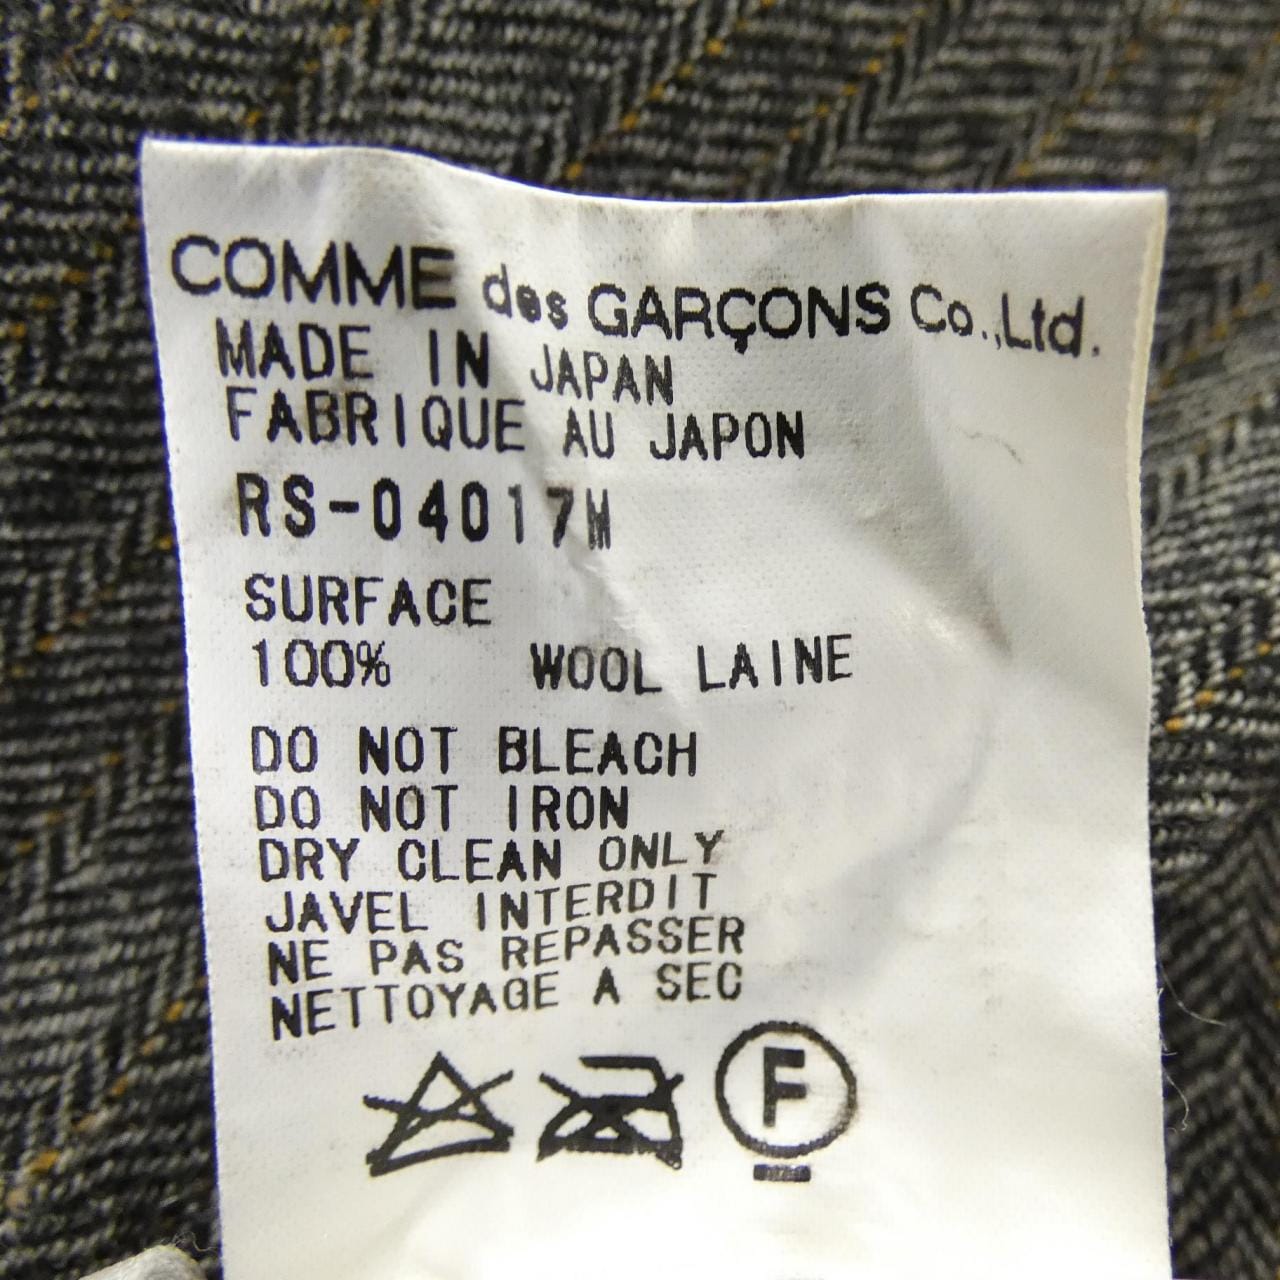 COMME des GARÇONS Co.,Ltd.
MADE IN JAPAN
FABRIQUE AU JAPON
RS-04017M
SURFACE
100% WOOL LAINE
DO NOT BLEACH
DO NOT IRON
DRY CLEAN ONLY
JAVEL INTERDIT
NE PAS REPASSER
NETTOYAGE A SEC
F